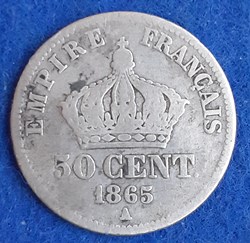 EMPIRE FRANÇAIS
50 CENT.
1865
A